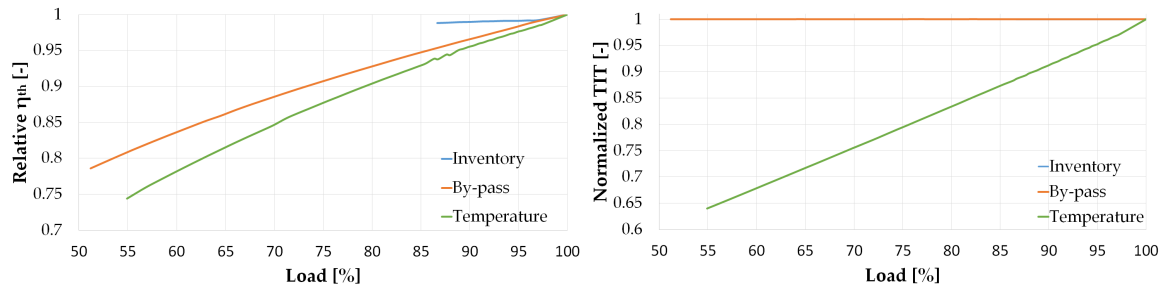 Relative ηth [-]
1
0.95
0.9
0.85
0.8
0.75
0.7
50 55 60 65 70 75 80 85 90 95 100
Load [%]
Inventory
By-pass
Temperature
Normalized TIT [-]
1
0.95
0.9
0.85
0.8
0.75
0.7
0.65
0.6
50 55 60 65 70 75 80 85 90 95 100
Load [%]
Inventory
By-pass
Temperature